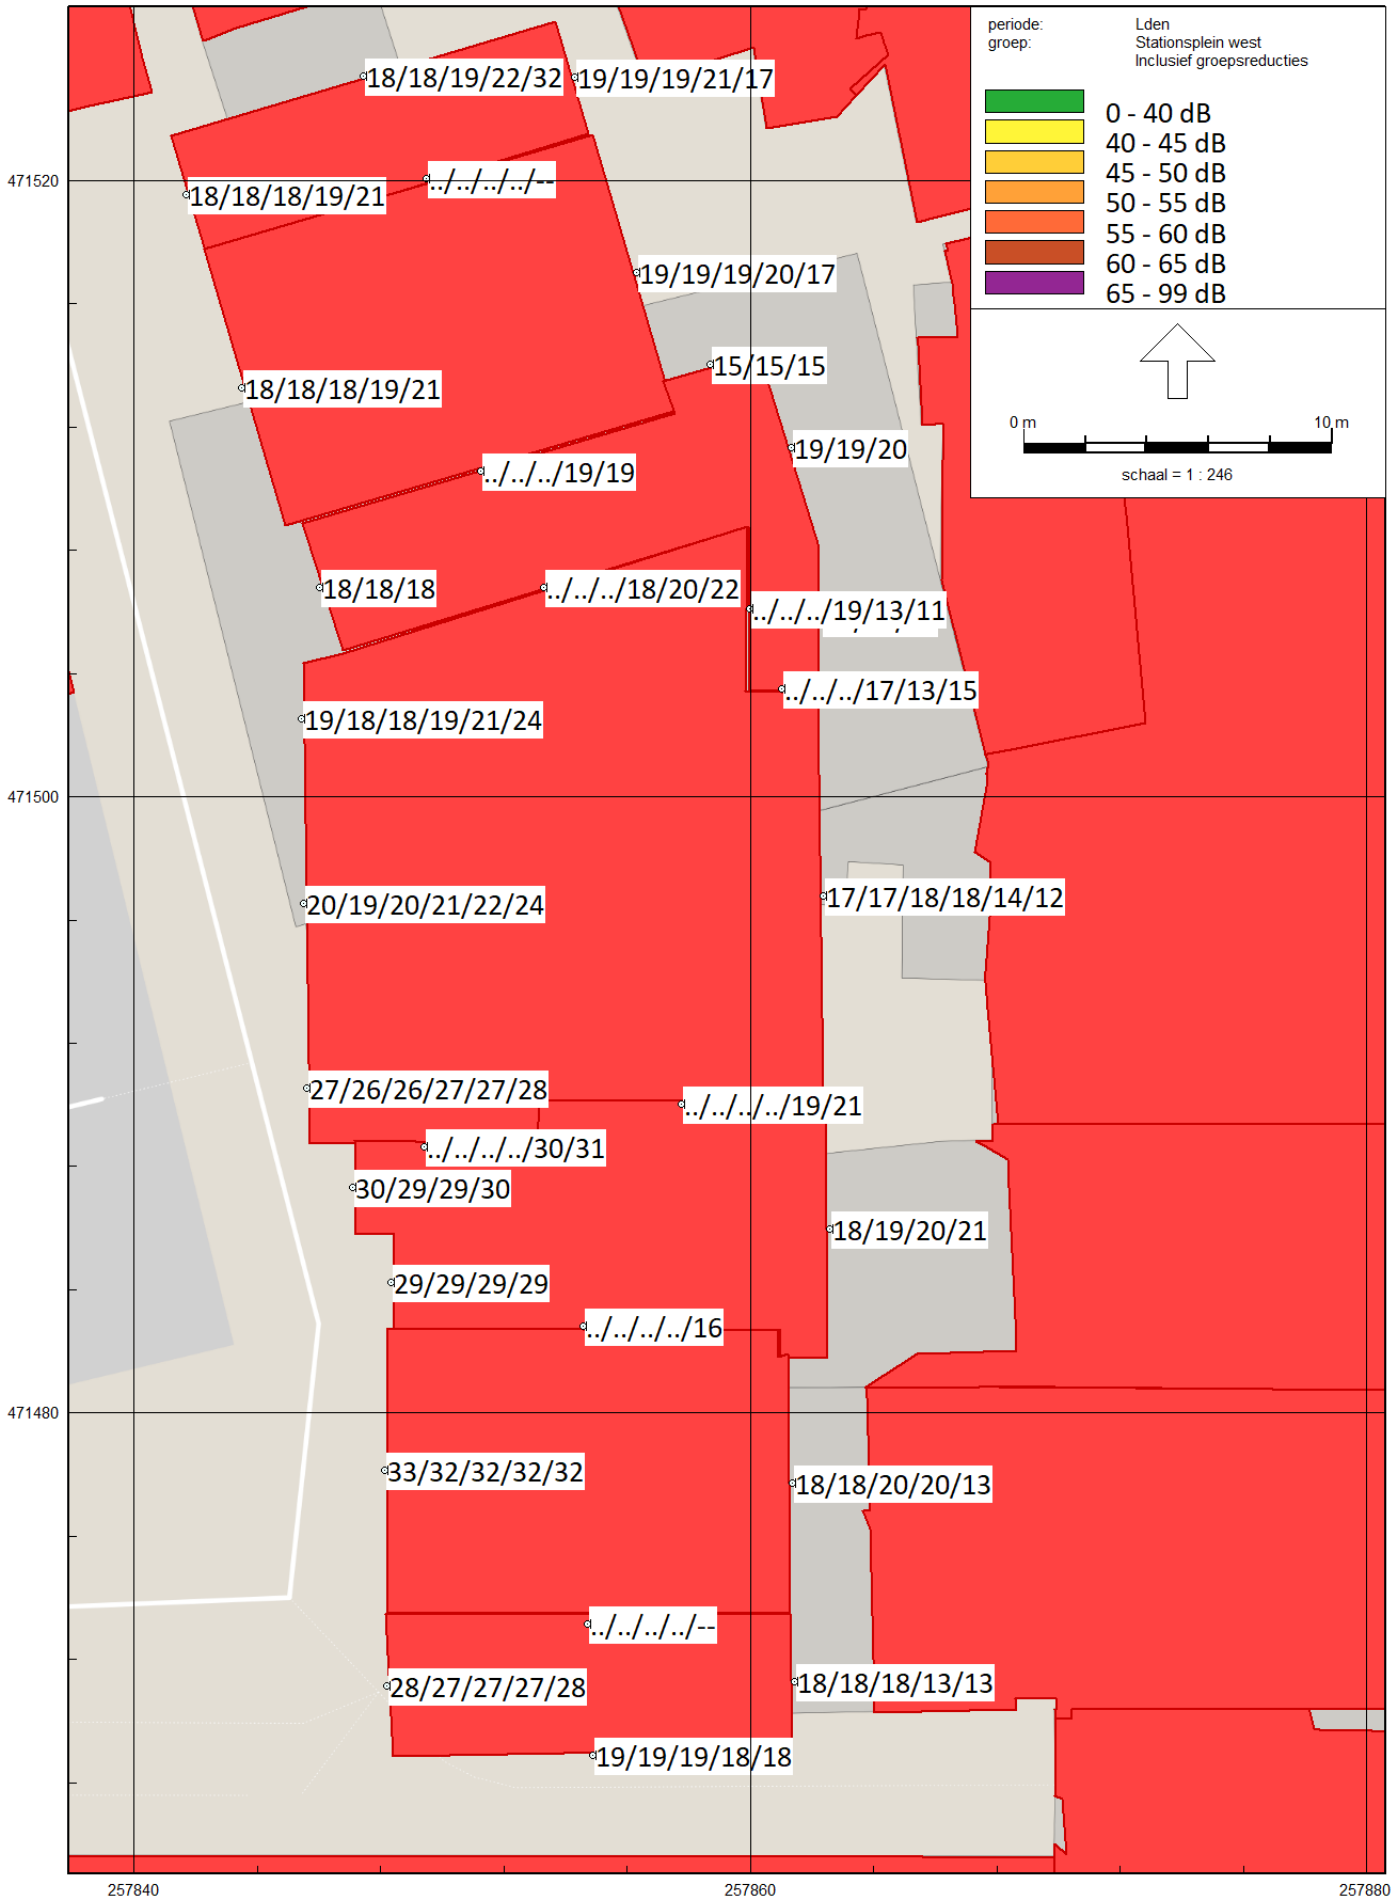 periode: Lden
groep: Stationsplein west
Inclusief groepsreducties
0 - 40 dB
40 - 45 dB
45 - 50 dB
50 - 55 dB
55 - 60 dB
60 - 65 dB
65 - 99 dB
0 m 10 m
schaal = 1 : 246
18/18/19/22/32
19/19/19/21/17
471520
../../../../--
18/18/18/19/21
19/19/19/20/17
15/15/15
18/18/18/19/21
19/19/20
../../../19/19
18/18/18
../../../18/20/22
../../../19/13/11
../../../17/13/15
19/18/18/19/21/24
471500
17/17/18/18/14/12
20/19/20/21/22/24
27/26/26/27/27/28
../../../../19/21
../../../../30/31
30/29/29/30
18/19/20/21
29/29/29/29
../../../../16
471480
33/32/32/32/32
18/18/20/20/13
../../../../--
18/18/18/13/13
28/27/27/27/28
19/19/19/18/18
257840
257860
257880